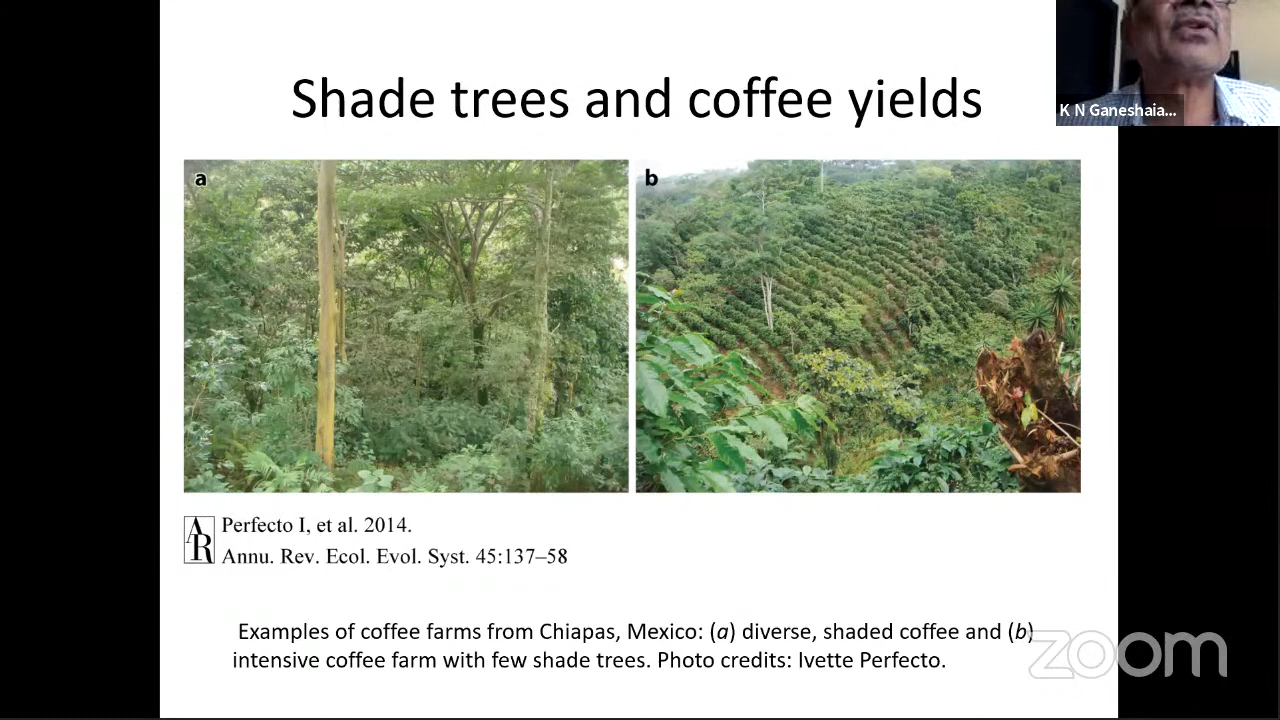 Shade trees and coffee yields
K N Ganeshaia...
a
b
AR
Perfecto I, et al. 2014.
Annu. Rev. Ecol. Evol. Syst. 45:137–58
Examples of coffee farms from Chiapas, Mexico: (a) diverse, shaded coffee and (b)
intensive coffee farm with few shade trees. Photo credits: Ivette Perfecto.
zoom